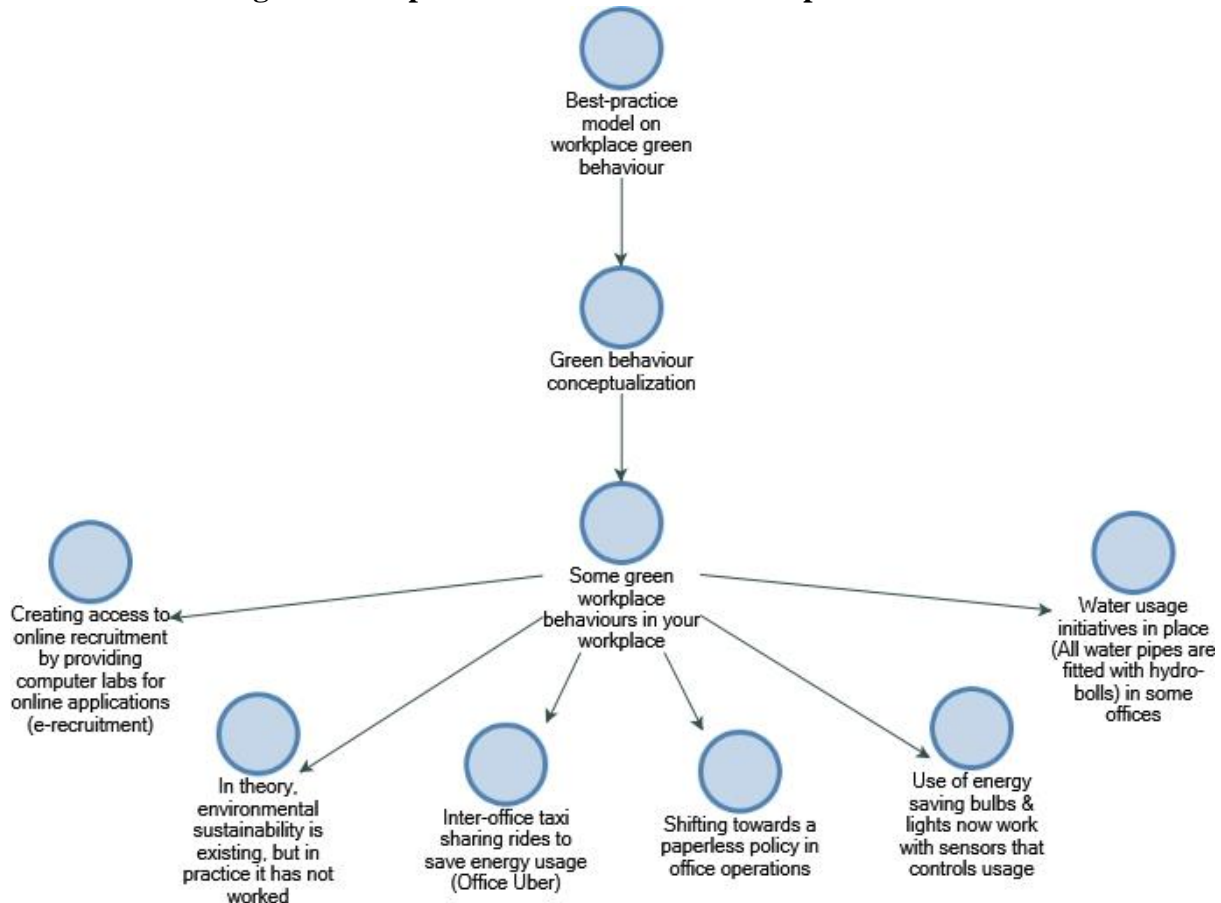 Best-practice
model on
workplace green
behaviour
Green behaviour
conceptualization
Some green
workplace
behaviours in your
workplace
Creating access to
online recruitment
by providing
computer labs for
online applications
(e-recruitment)
In theory,
environmental
sustainability is
existing, but in
practice it has not
worked
Inter-office taxi
sharing rides to
save energy usage
(Office Uber)
Shifting towards a
paperless policy in
office operations
Use of energy
saving bulbs &
lights now work
with sensors that
controls usage
Water usage
initiatives in place
(All water pipes are
fitted with hydro-
bolls) in some
offices